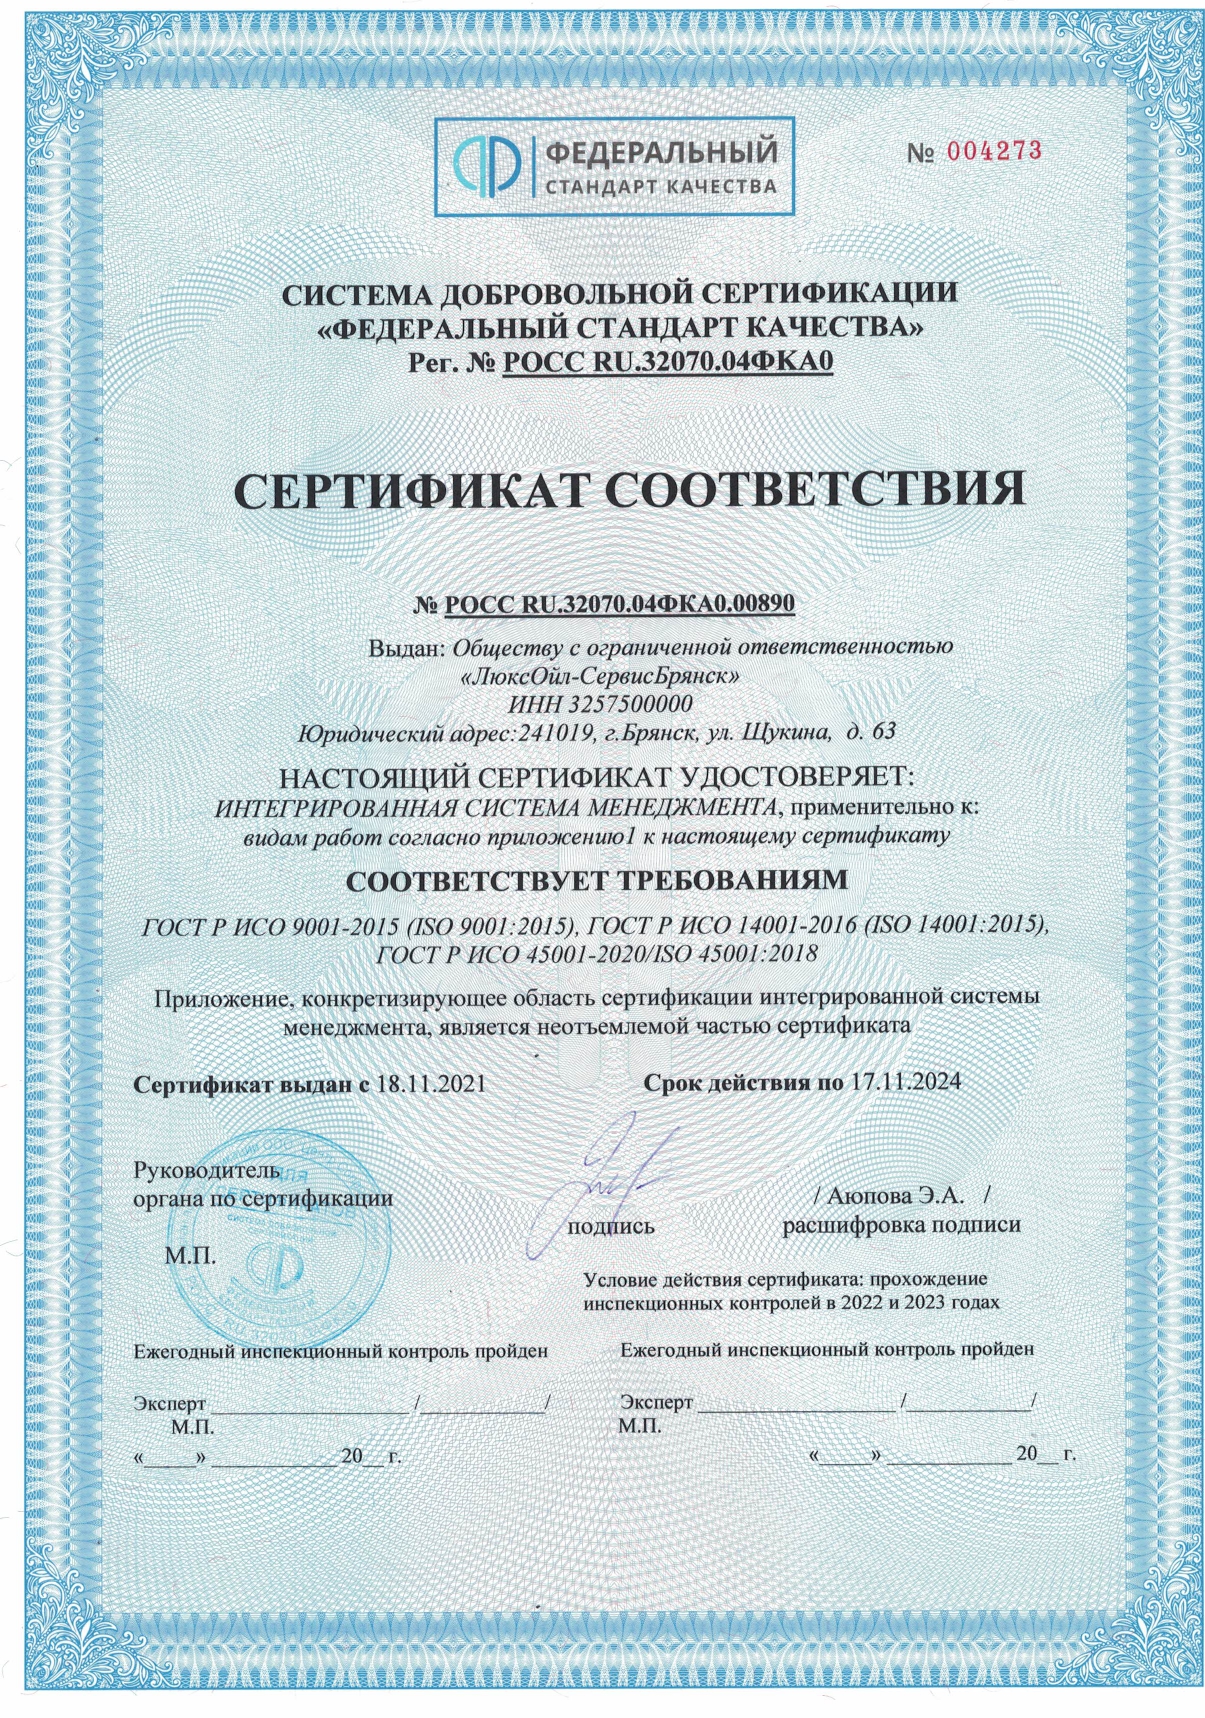 ФЕДЕРАЛЬНЫЙ
СТАНДАРТ КАЧЕСТВА
№ 004273
СИСТЕМА ДОБРОВОЛЬНОЙ СЕРТИФИКАЦИИ
«ФЕДЕРАЛЬНЫЙ СТАНДАРТ КАЧЕСТВА»
Рег. № РОСС RU.32070.04ФКА0
СЕРТИФИКАТ СООТВЕТСТВИЯ
№ РОСС RU.32070.04ФКА0.00890
Выдан: Обществу с ограниченной ответственностью
«ЛюксОйл-СервисБрянск»
ИНН 3257500000
Юридический адрес:241019, г.Брянск, ул. Щукина, д. 63
НАСТОЯЩИЙ СЕРТИФИКАТ УДОСТОВЕРЯЕТ:
ИНТЕГРИРОВАННАЯ СИСТЕМА МЕНЕДЖМЕНТА, применительно к:
видам работ согласно приложению1 к настоящему сертификату
СООТВЕТСТВУЕТ ТРЕБОВАНИЯМ
ГОСТ Р ИСО 9001-2015 (ISO 9001:2015), ГОСТ Р ИСО 14001-2016 (ISO 14001:2015),
ГОСТ Р ИСО 45001-2020/ISO 45001:2018
Приложение, конкретизирующее область сертификации интегрированной системы
менеджмента, является неотъемлемой частью сертификата
Сертификат выдан с 18.11.2021 Срок действия по 17.11.2024
Руководитель
органа по сертификации
/ Аюпова Э.А. /
подпись расшифровка подписи
М.П.
Условие действия сертификата: прохождение
инспекционных контролей в 2022 и 2023 годах
Ежегодный инспекционный контроль пройден Ежегодный инспекционный контроль пройден
Эксперт ____________________ /_____________/ Эксперт ____________________ /_____________/
М.П. М.П.
«_____» _____________ 20__ г. «_____» _____________ 20__ г.